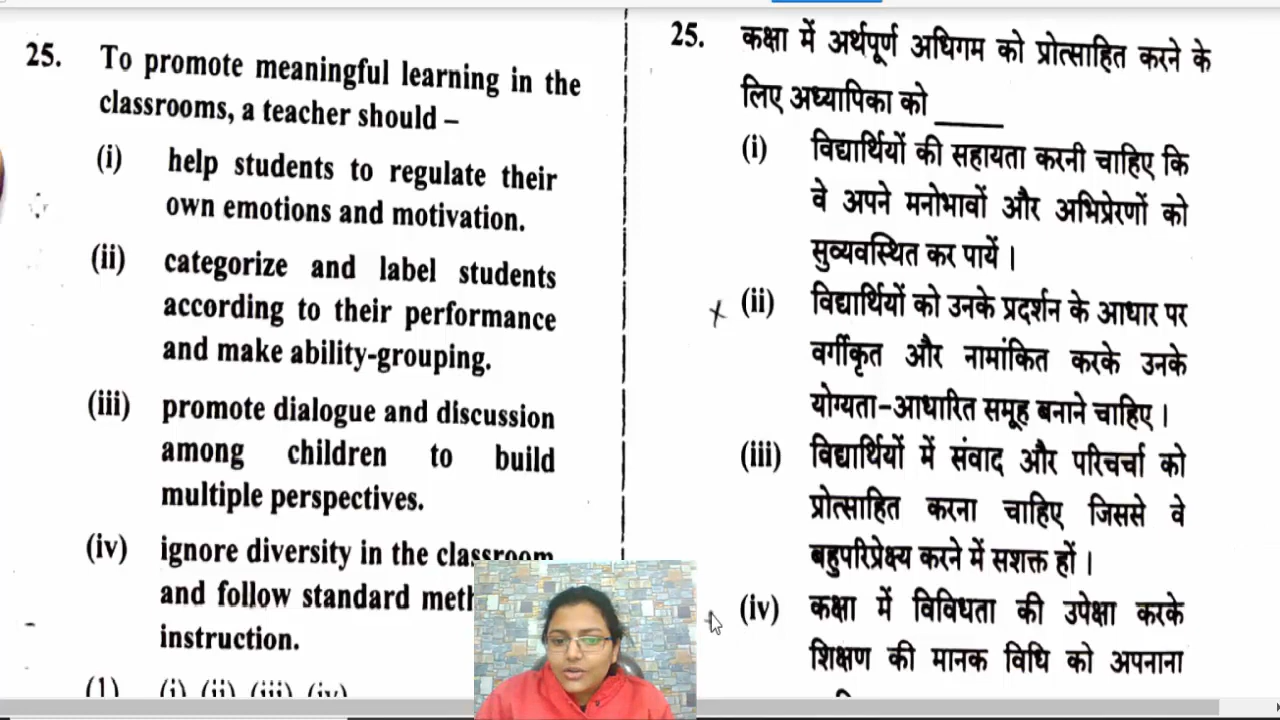 25. To promote meaningful learning in the
classrooms, a teacher should –
(i) help students to regulate their
own emotions and motivation.
(ii) categorize and label students
according to their performance
and make ability-grouping.
(iii) promote dialogue and discussion
among children to build
multiple perspectives.
(iv) ignore diversity in the classroom
and follow standard
instruction.
(1) (i) (ii) (iii) (iv)
25. कक्षा में अर्थपूर्ण अधिगम को प्रोत्साहित करने के
लिए अध्यापिका को _____
(i) विद्यार्थियों की सहायता करनी चाहिए कि
वे अपने मनोभावों और अभिप्रेरणों को
सुव्यवस्थित कर पायें।
(ii) विद्यार्थियों को उनके प्रदर्शन के आधार पर
वर्गीकृत और नामांकित करके उनके
योग्यता-आधारित समूह बनाने चाहिए।
(iii) विद्यार्थियों में संवाद और परिचर्चा को
प्रोत्साहित करना चाहिए जिससे वे
बहुपरिप्रेक्ष्य करने में सशक्त हों।
(iv) कक्षा में विविधता की उपेक्षा करके
शिक्षण की मानक विधि को अपनाना